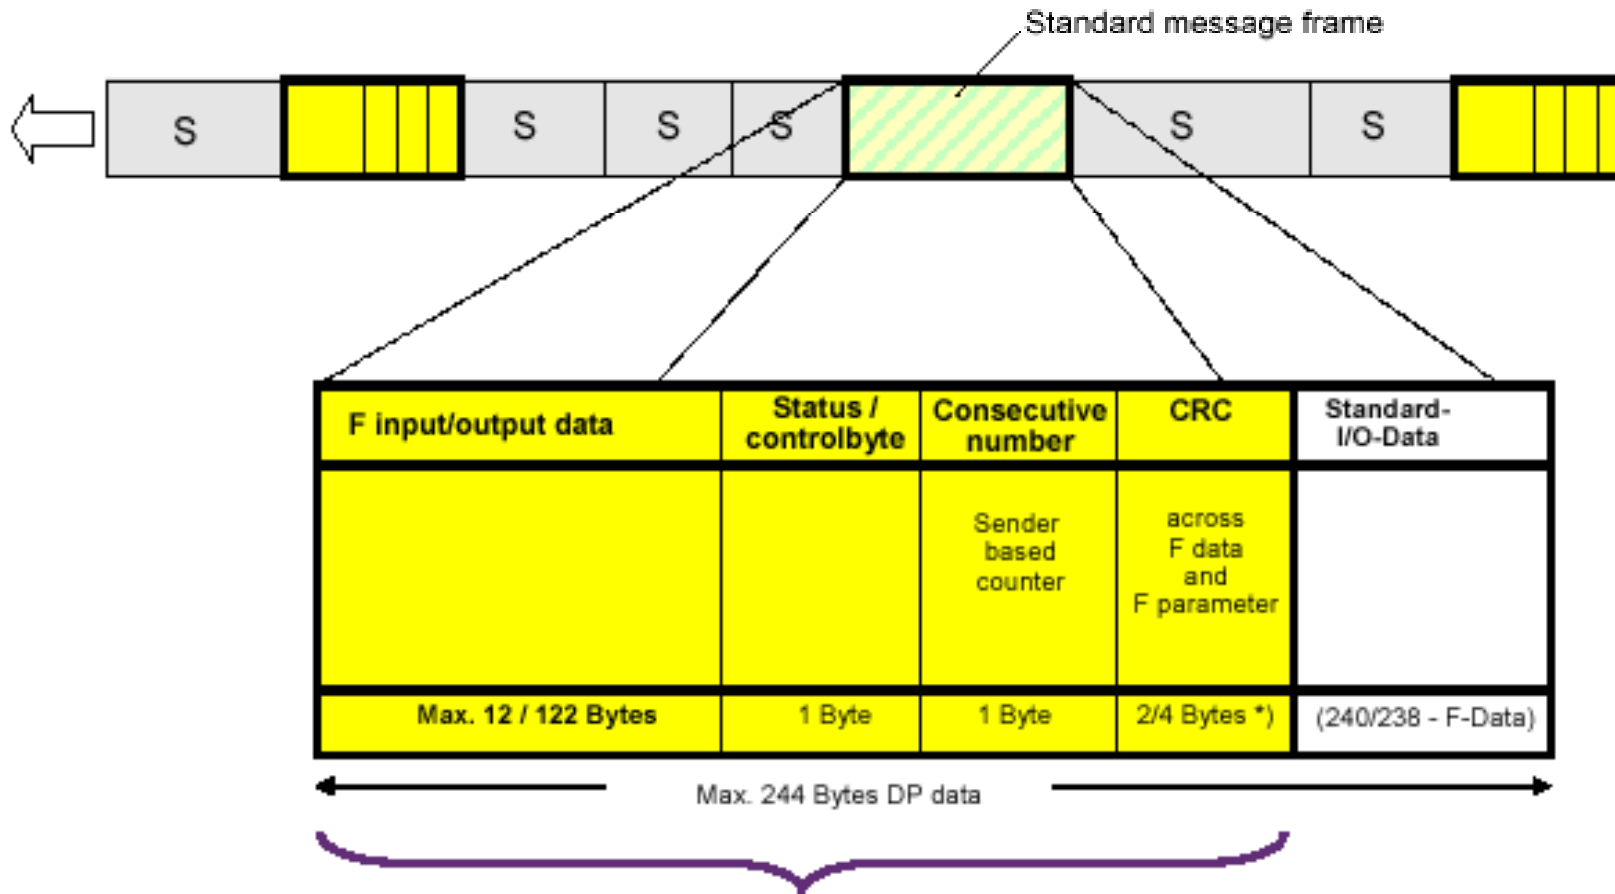 Standard message frame
S
S
S
S
S
S
F input/output data
Status /
controlbyte
Consecutive
number
CRC
Standard-
I/O-Data
Sender
based
counter
across
F data
and
F parameter
Max. 12 / 122 Bytes
1 Byte
1 Byte
2/4 Bytes *)
(240/238 - F-Data)
Max. 244 Bytes DP data